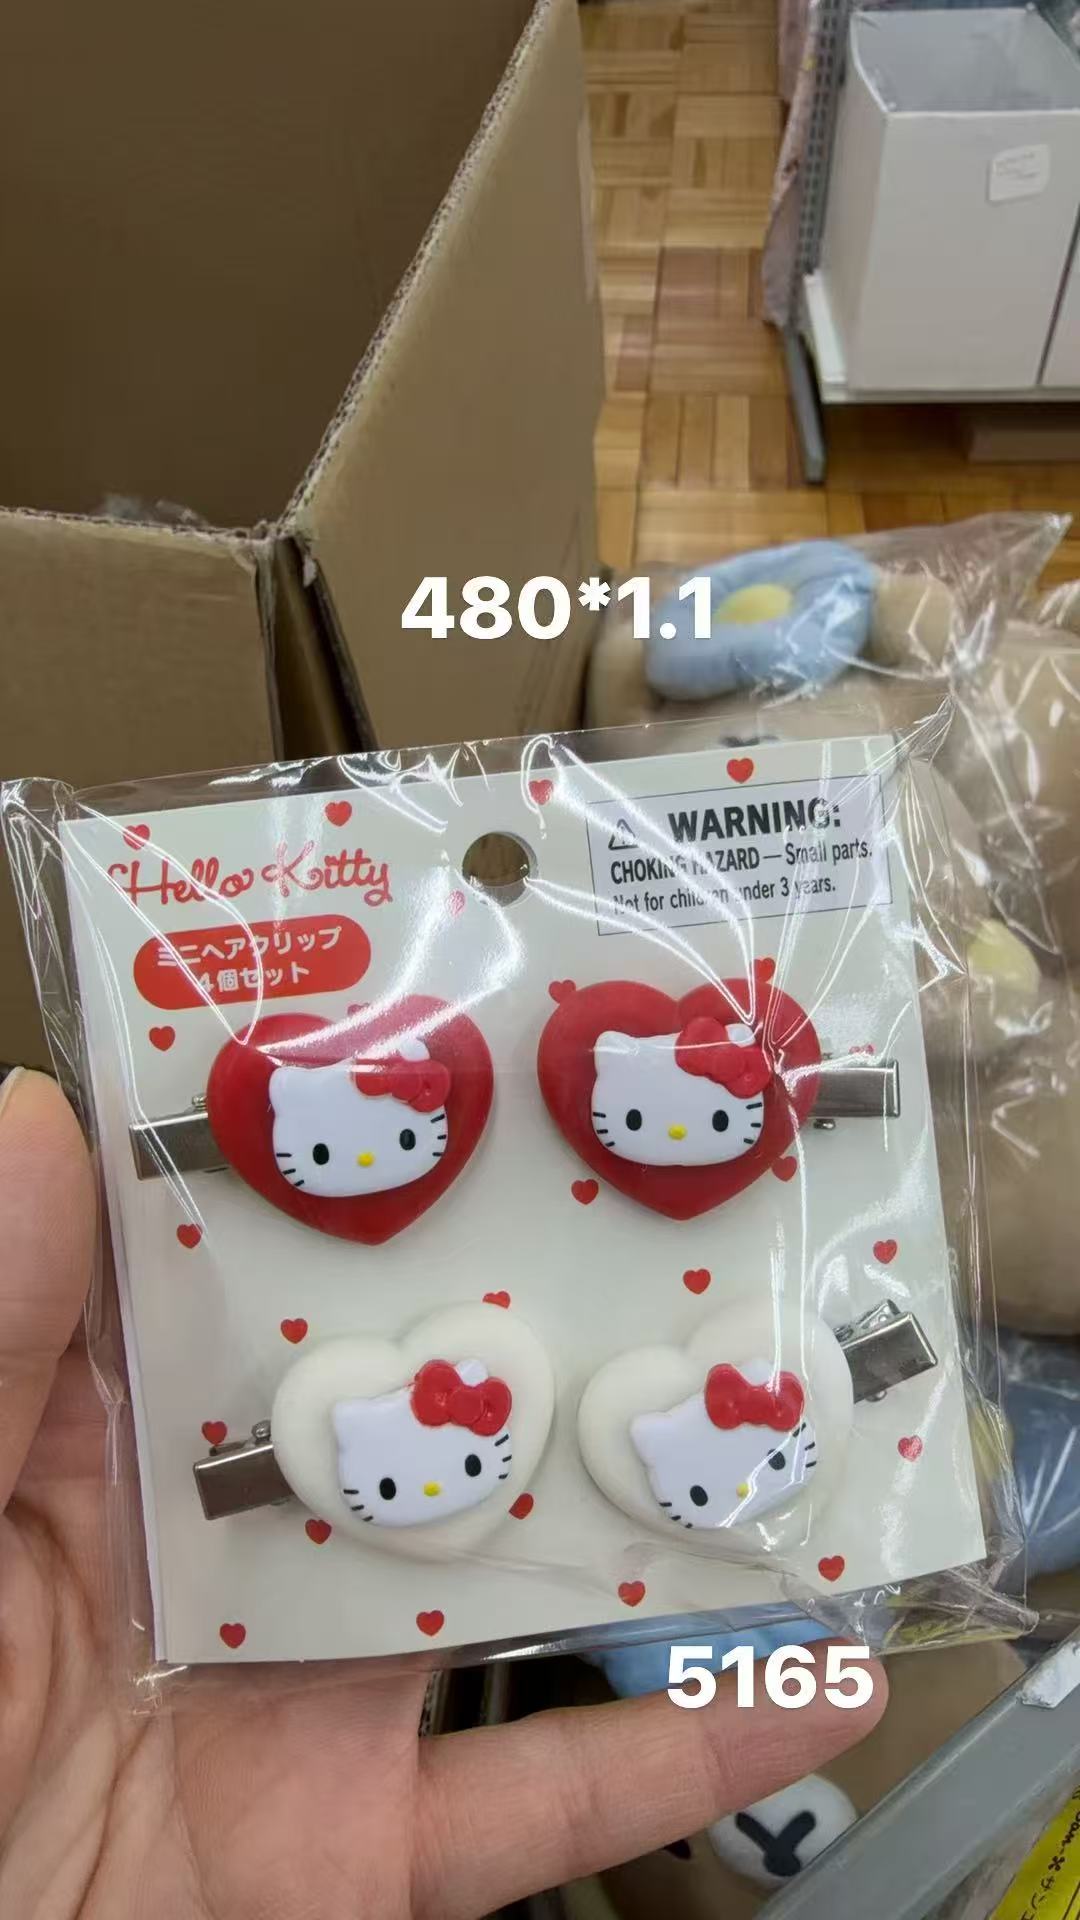 480*1.1
Hello Kitty
ミニヘアクリップ
4個セット
WARNING:
CHOKING HAZARD — Small parts.
Not for children under 3 years.
5165